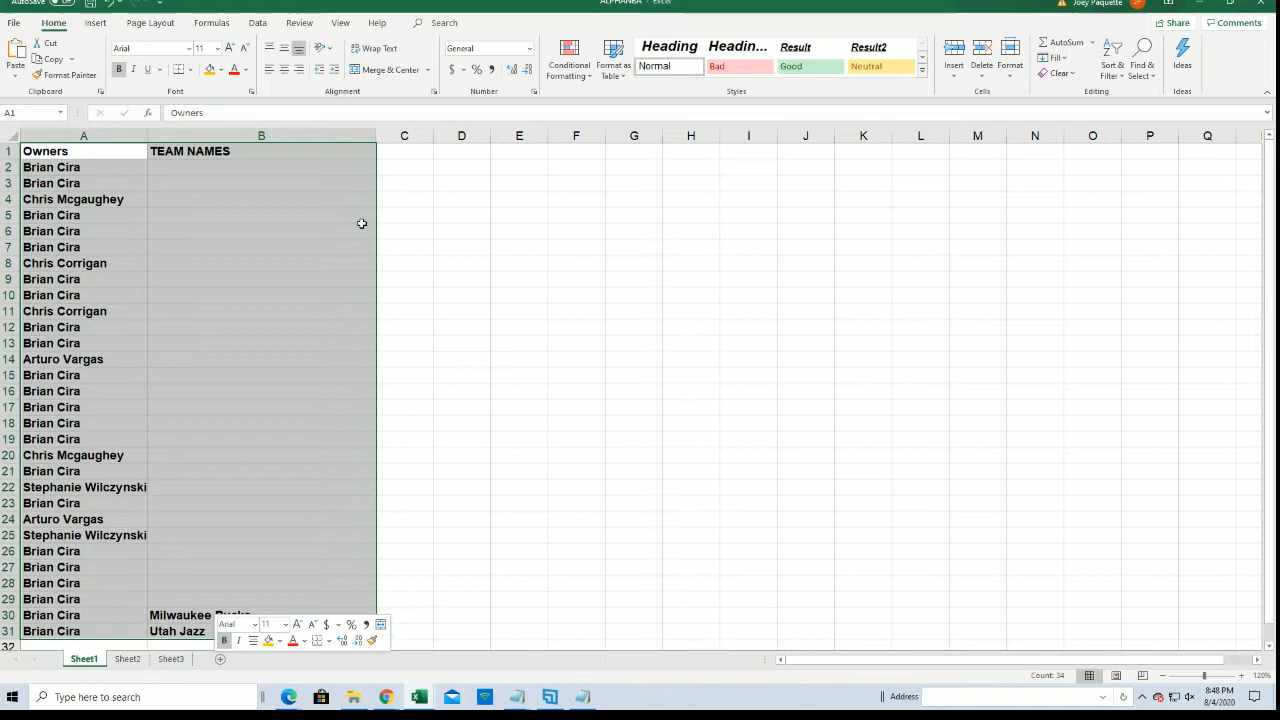 AutoSave Off ALPHANBA - Excel Joey Paquette JP
File Home Insert Page Layout Formulas Data Review View Help Search Share Comments
Paste Cut Copy Format Painter Clipboard
Arial 11 B I U Font
Wrap Text Merge & Center Alignment
General $ % , Number
Conditional Formatting Format as Table
Heading Headin... Result Result2
Normal Bad Good Neutral
Styles
Insert Delete Format Cells
AutoSum Fill Clear Sort & Filter Find & Select Editing
Ideas Ideas
A1 fx Owners
A B C D E F G H I J K L M N O P Q
1 Owners TEAM NAMES
2 Brian Cira
3 Brian Cira
4 Chris Mcgaughey
5 Brian Cira
6 Brian Cira
7 Brian Cira
8 Chris Corrigan
9 Brian Cira
10 Brian Cira
11 Chris Corrigan
12 Brian Cira
13 Brian Cira
14 Arturo Vargas
15 Brian Cira
16 Brian Cira
17 Brian Cira
18 Brian Cira
19 Brian Cira
20 Chris Mcgaughey
21 Brian Cira
22 Stephanie Wilczynski
23 Brian Cira
24 Arturo Vargas
25 Stephanie Wilczynski
26 Brian Cira
27 Brian Cira
28 Brian Cira
29 Brian Cira
30 Brian Cira Milwaukee Bucks
31 Brian Cira Utah Jazz
32
Arial 11 A A $ % ,
B I A
Sheet1 Sheet2 Sheet3
Count: 34 120%
Type here to search Address 8:48 PM
8/4/2020